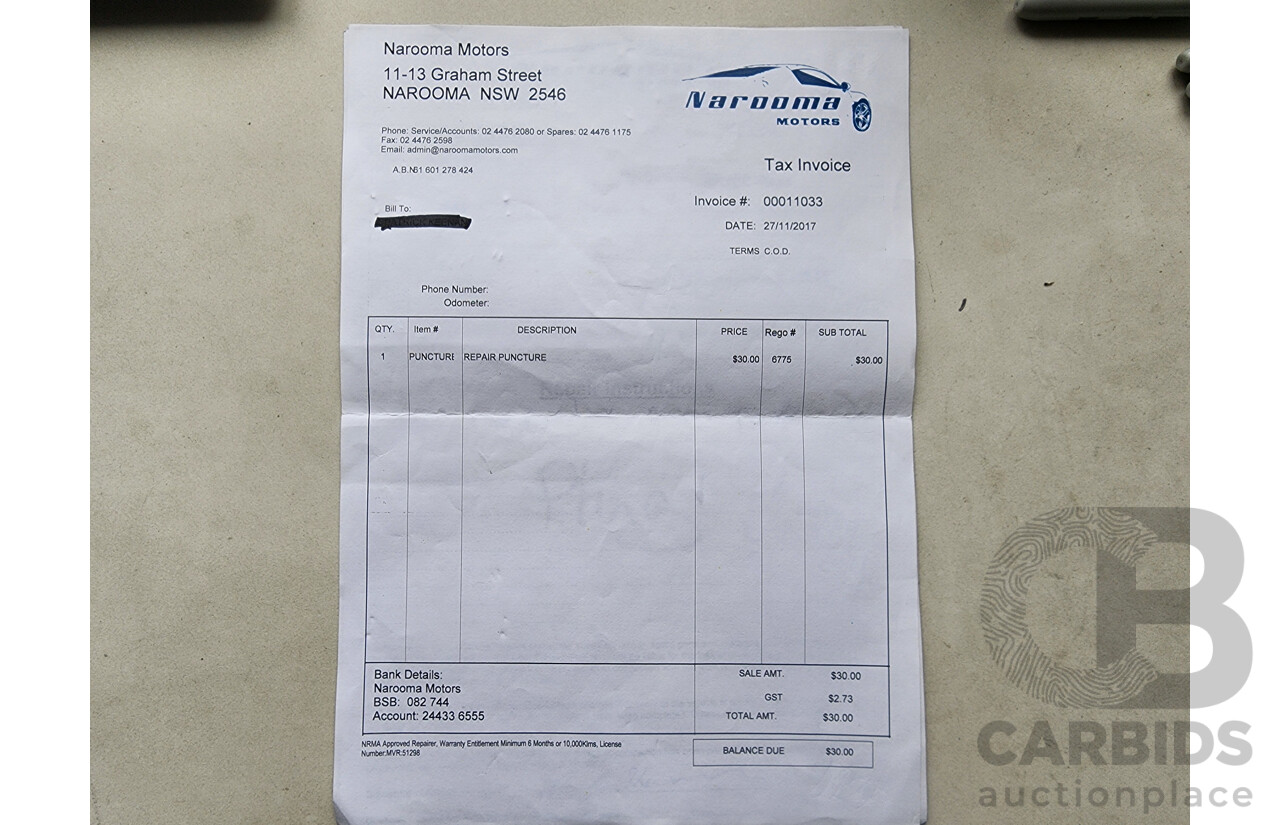 Narooma Motors
11-13 Graham Street
NAROOMA NSW 2546
Narooma
MOTORS
Phone: Service/Accounts: 02 4476 2080 or Spares: 02 4476 1175
Fax: 02 4476 2598
Email: admin@naroomamotors.com
A.B.N61 601 278 424
Tax Invoice
Invoice #: 00011033
Bill To:
DATE: 27/11/2017
TERMS C.O.D.
Phone Number:
Odometer:
QTY. Item # DESCRIPTION PRICE Rego # SUB TOTAL
1 PUNCTURE REPAIR PUNCTURE $30.00 6775 $30.00
Repair Instructions
Bank Details:
Narooma Motors
BSB: 082 744
Account: 24433 6555
SALE AMT. $30.00
GST $2.73
TOTAL AMT. $30.00
NRMA Approved Repairer, Warranty Entitlement Minimum 6 Months or 10,000Klms, License
Number:MVR:51298
BALANCE DUE $30.00
CB
CARBIDS
auctionplace